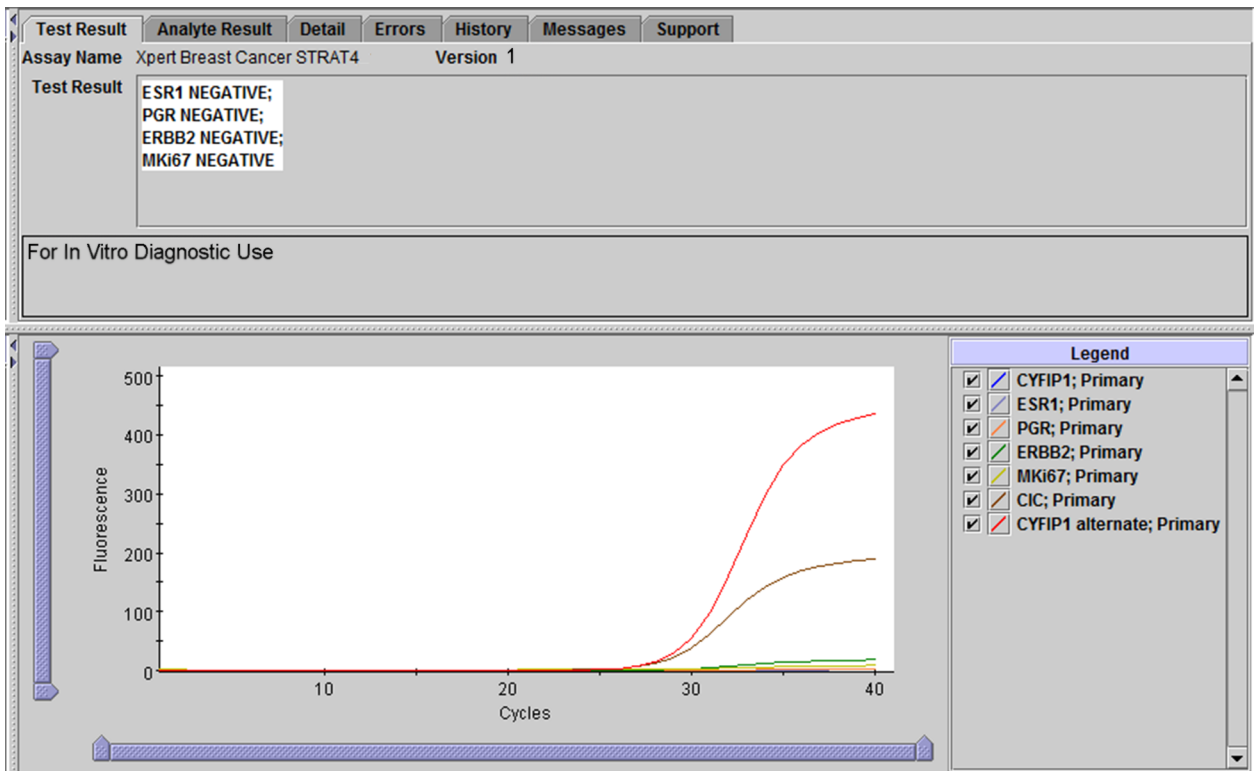 Test Result Analyte Result Detail Errors History Messages Support
Assay Name Xpert Breast Cancer STRAT4 Version 1
Test Result
ESR1 NEGATIVE;
PGR NEGATIVE;
ERBB2 NEGATIVE;
MKi67 NEGATIVE
For In Vitro Diagnostic Use
500
400
300
200
100
0
Fluorescence
10 20 30 40
Cycles
Legend
CYFIP1; Primary
ESR1; Primary
PGR; Primary
ERBB2; Primary
MKi67; Primary
CIC; Primary
CYFIP1 alternate; Primary